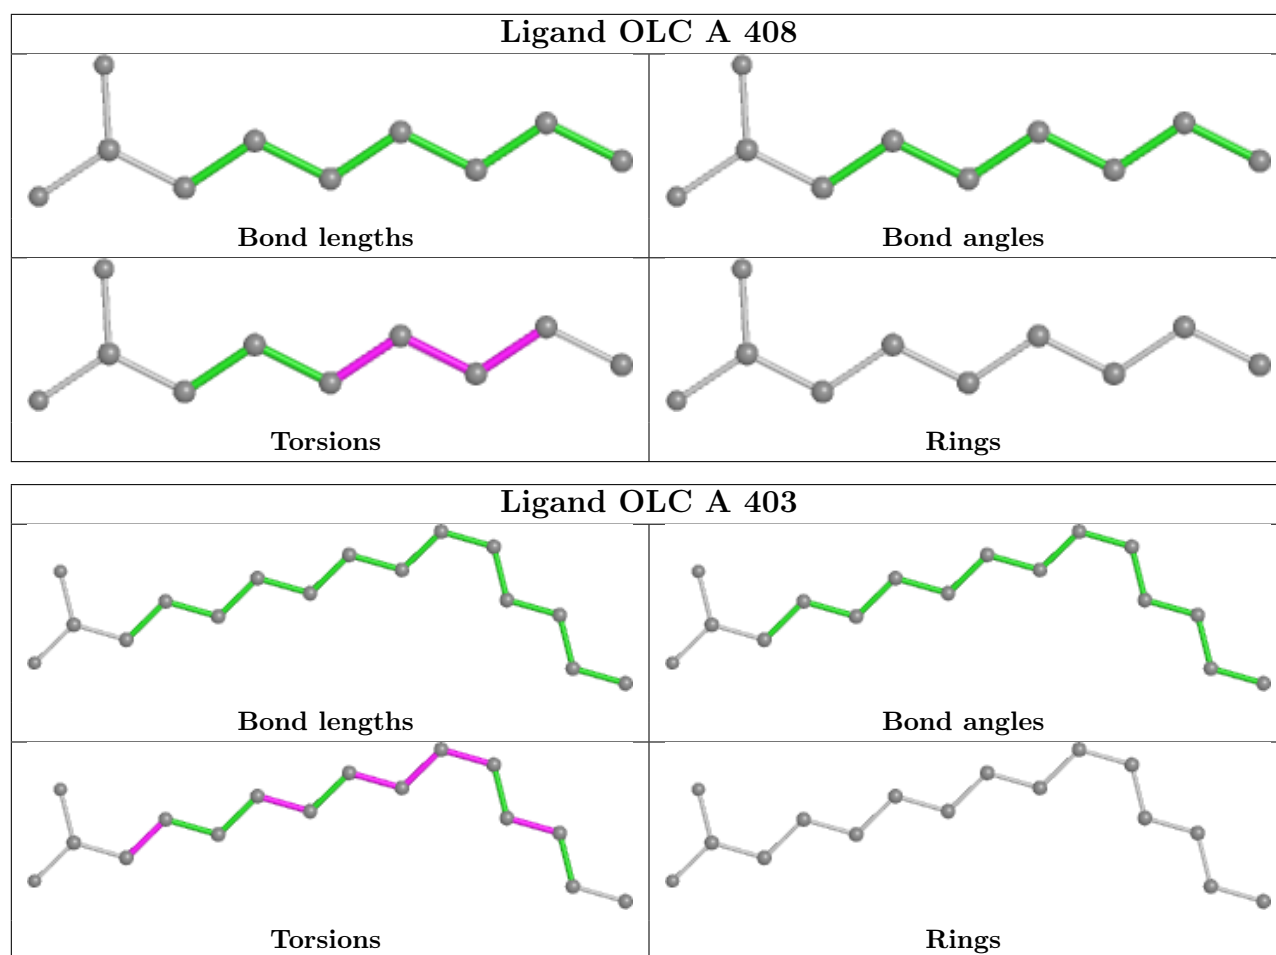 Ligand OLC A 408
Bond lengths
Bond angles
Torsions
Rings
Ligand OLC A 403
Bond lengths
Bond angles
Torsions
Rings